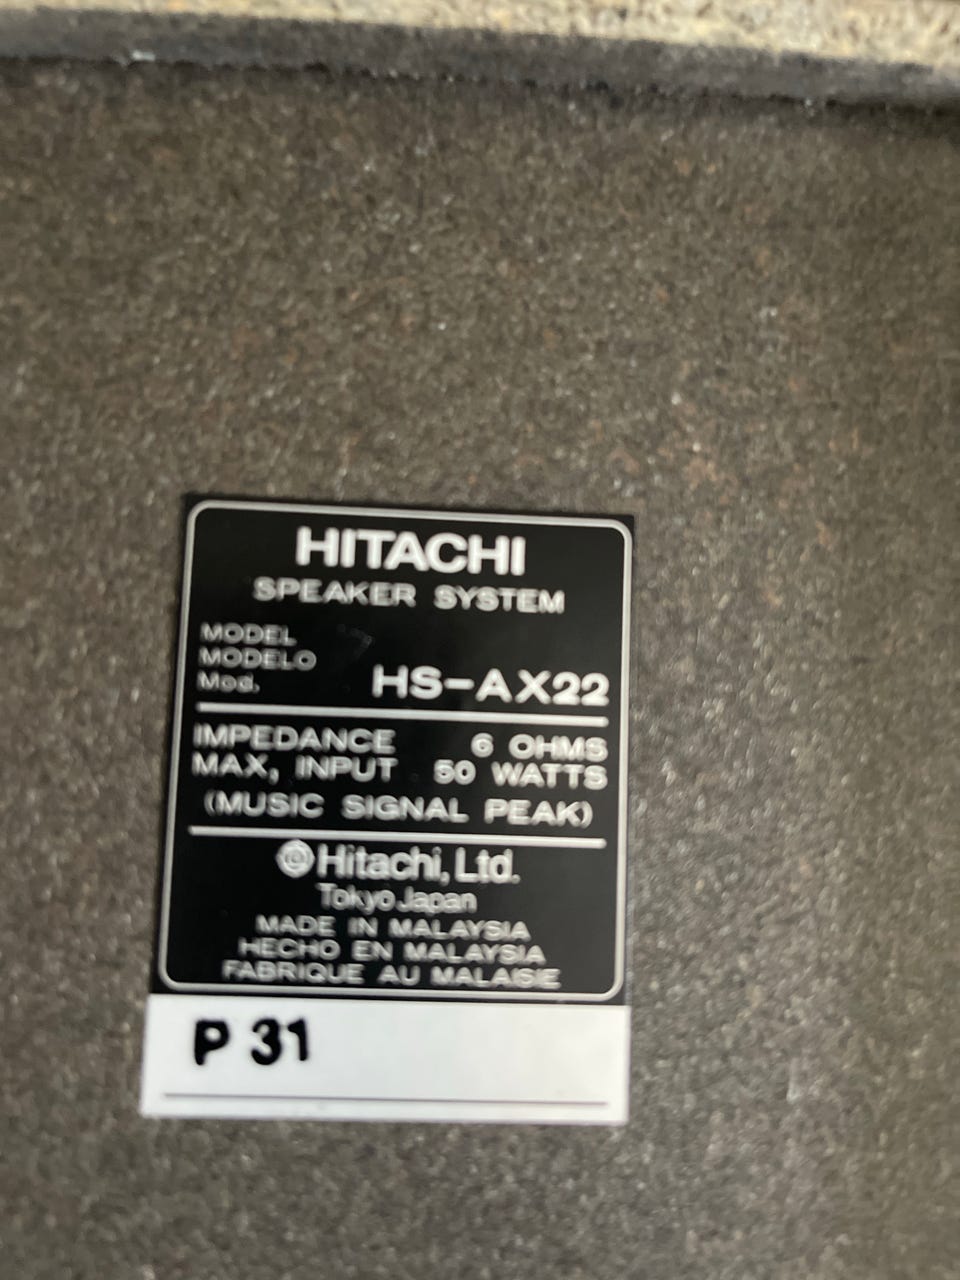 HITACHI
SPEAKER SYSTEM
MODEL
MODELO
Mod.
HS-AX22
IMPEDANCE 6 OHMS
MAX, INPUT 50 WATTS
(MUSIC SIGNAL PEAK)
Hitachi, Ltd.
Tokyo Japan
MADE IN MALAYSIA
HECHO EN MALAYSIA
FABRIQUE AU MALAISIE
P 31